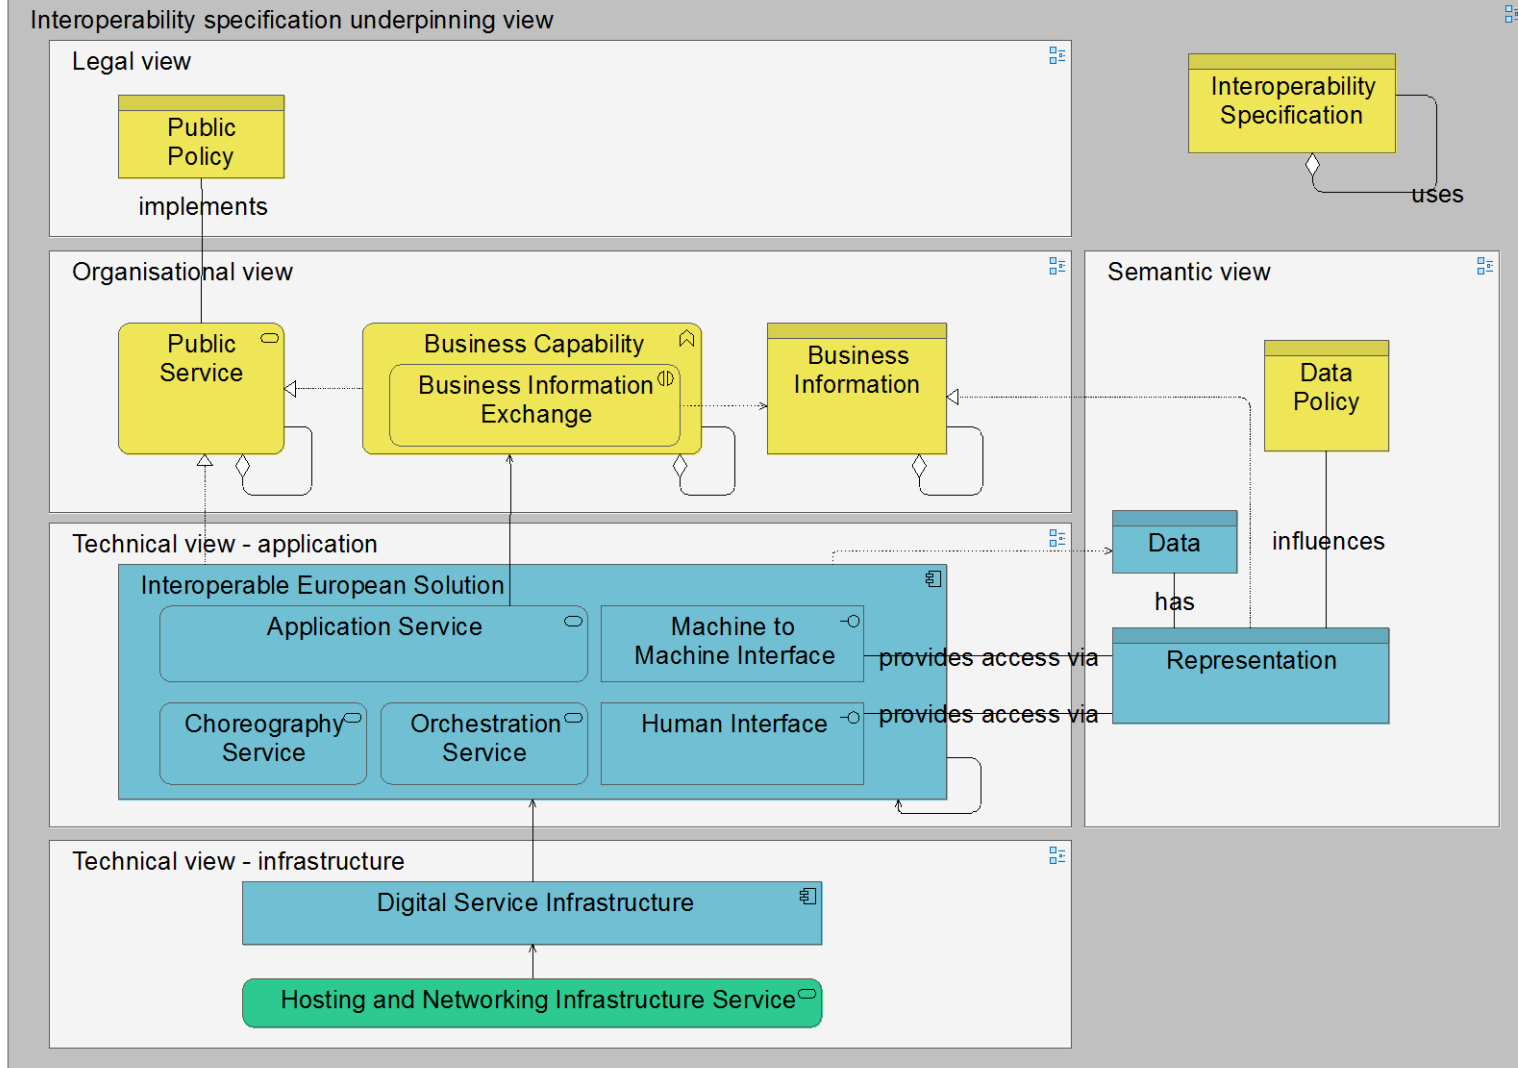 Interoperability specification underpinning view
Legal view
Public
Policy
implements
Interoperability
Specification
uses
Organisational view
Public
Service
Business Capability
Business Information
Exchange
Business
Information
Semantic view
Data
Policy
Data
influences
has
Representation
Technical view - application
Interoperable European Solution
Application Service
Machine to
Machine Interface
provides access via
Choreography
Service
Orchestration
Service
Human Interface
provides access via
Technical view - infrastructure
Digital Service Infrastructure
Hosting and Networking Infrastructure Service